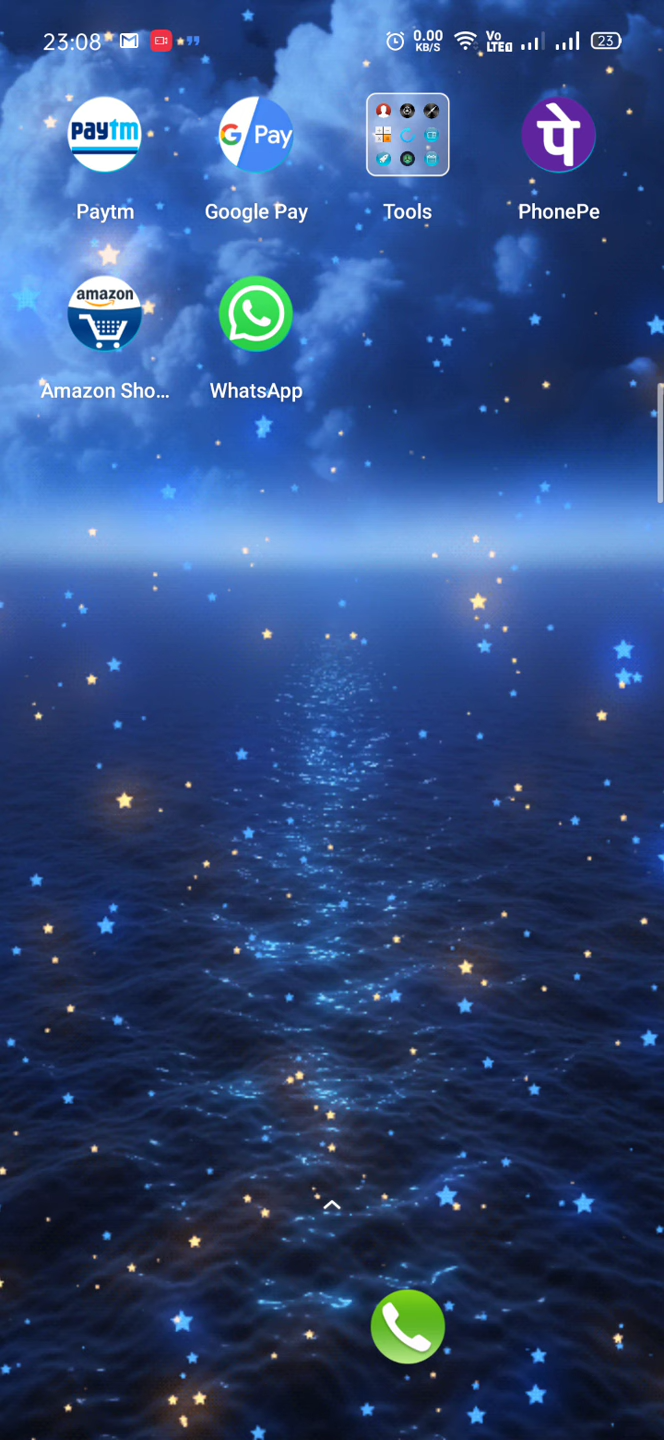 23:08 0.00 KB/S Vo LTE 23
paytm G Pay पे
Paytm Google Pay Tools PhonePe
amazon
Amazon Sho... WhatsApp